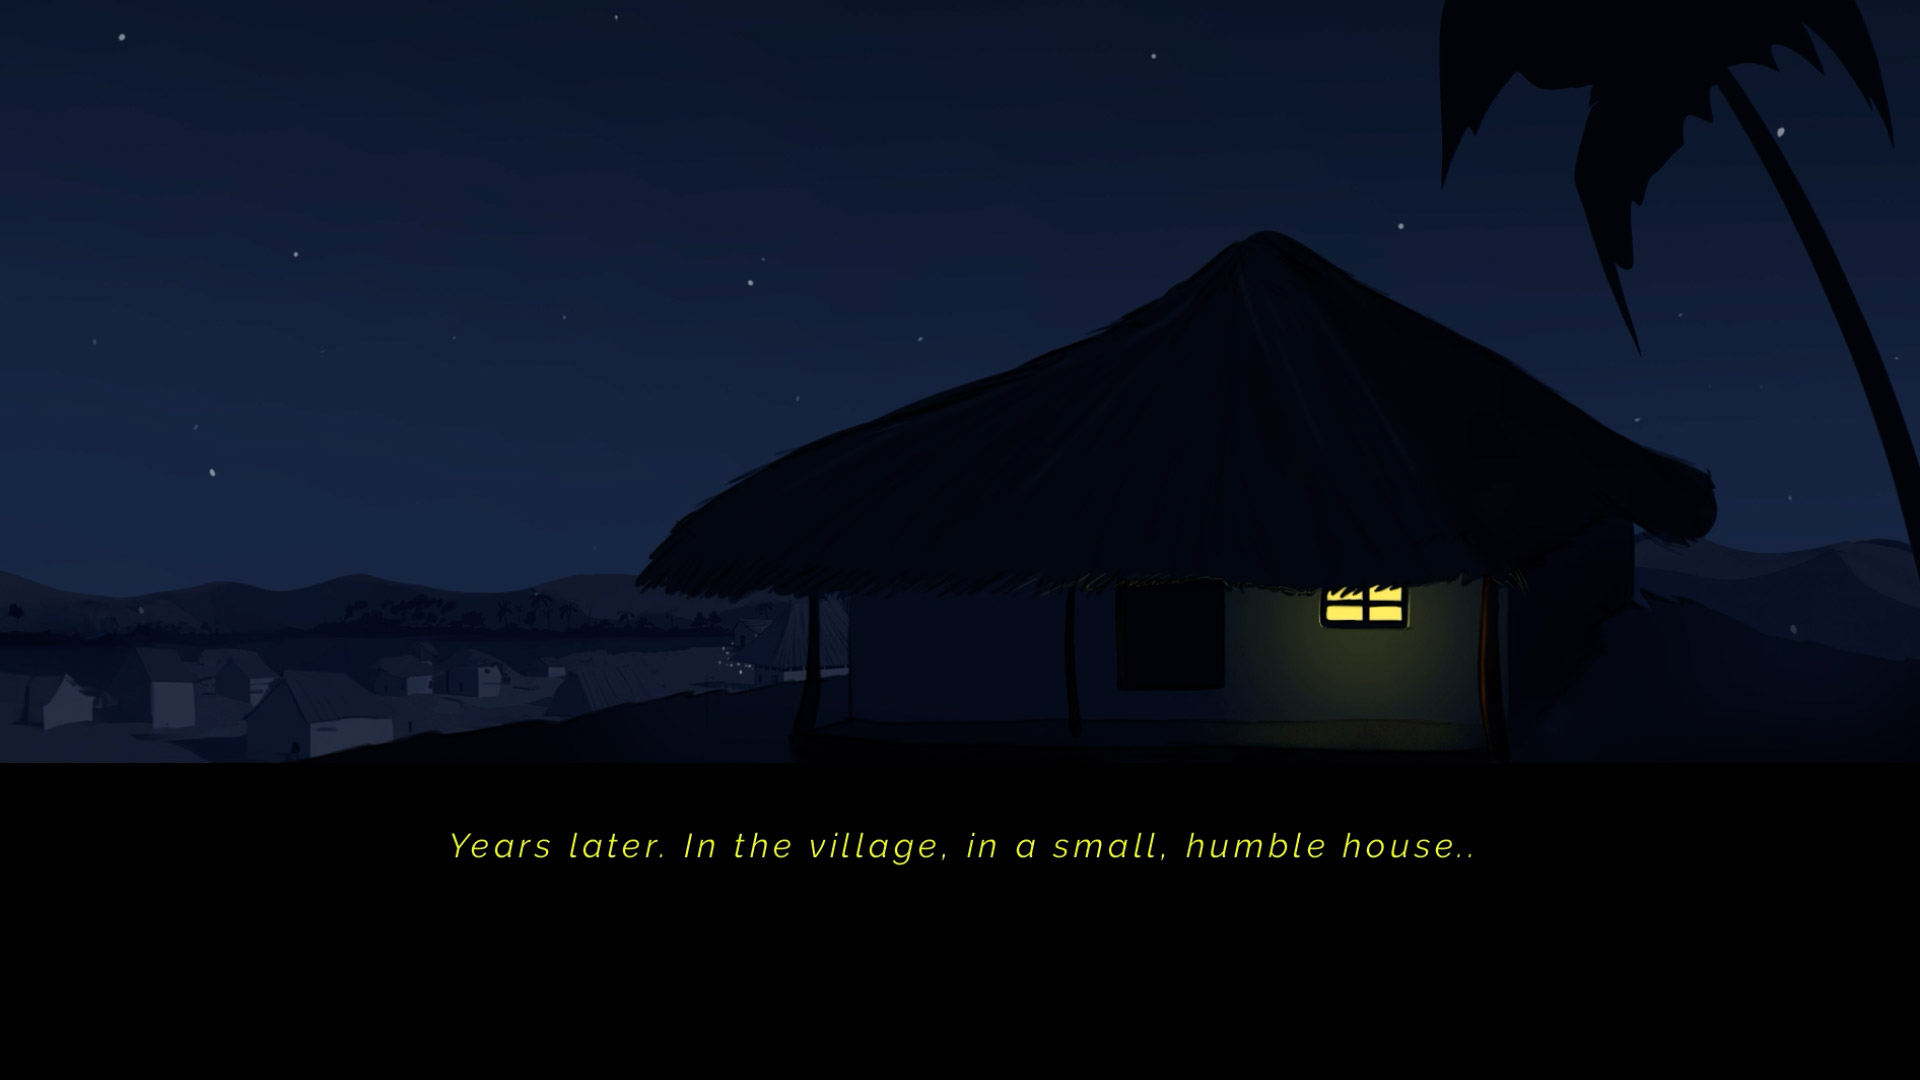 Years later. In the village, in a small, humble house..